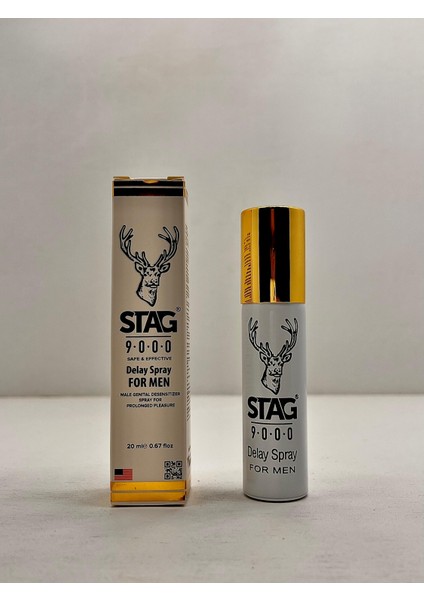 STAG®
9·0·0·0
SAFE & EFFECTIVE
Delay Spray
FOR MEN
MALE GENITAL DESENSITIZER
SPRAY FOR
PROLONGED PLEASURE
20 ml℮ 0.67 floz
STAG®
9·0·0·0
Delay Spray
FOR MEN